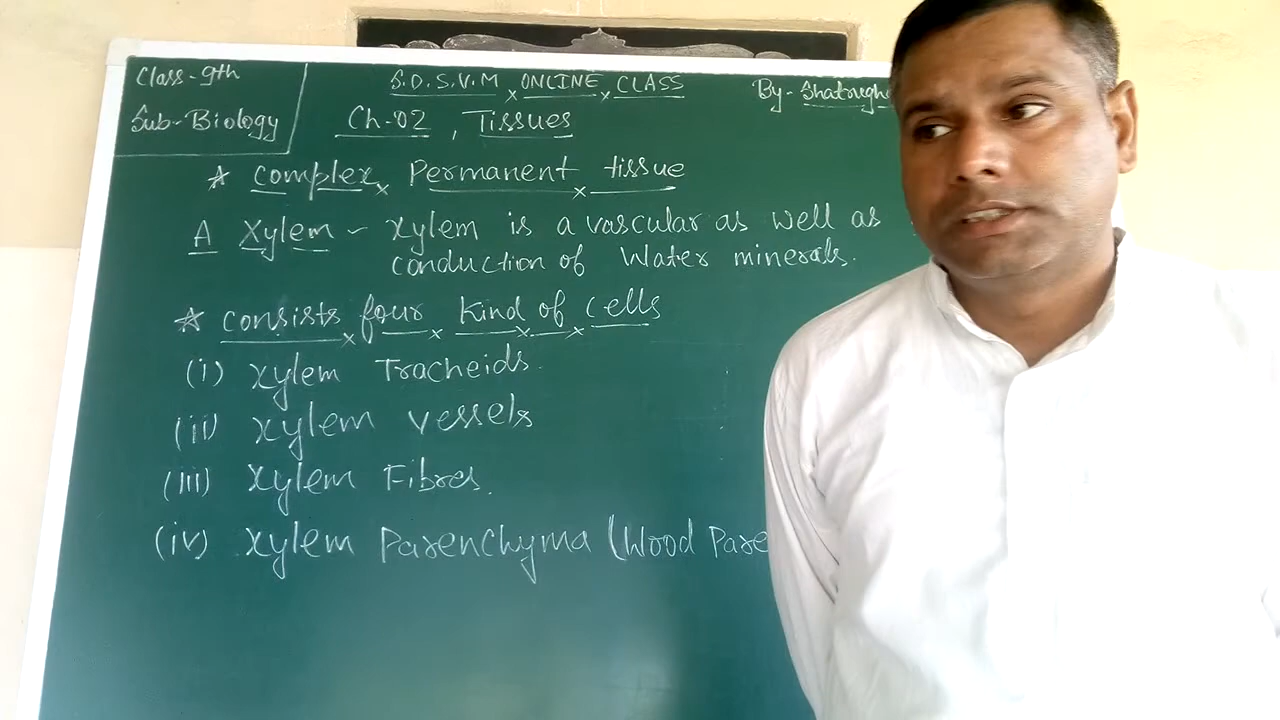 Class-9th
Sub-Biology
S.D.S.V.M ONLINE CLASS
By-Shatrughe
Ch-02, Tissues
* Complex Permanent tissue
A Xylem - xylem is a vascular as well as
conduction of Water minerals.
* consists four Kind of cells
(i) xylem Tracheids.
(ii) xylem vessels
(iii) xylem Fibres.
(iv) xylem Parenchyma (Wood Pare